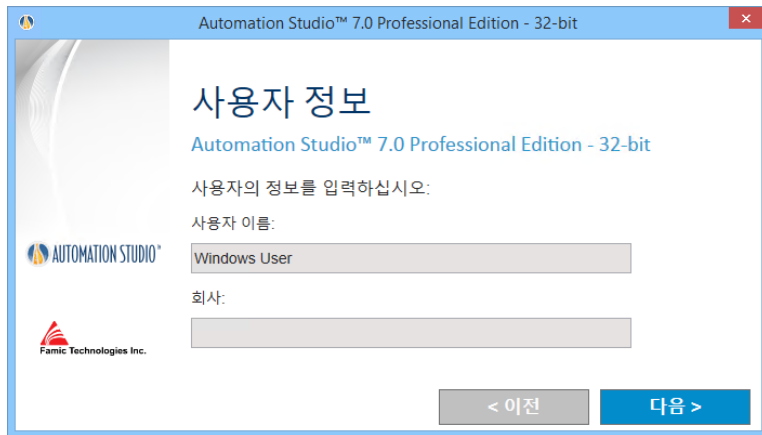 Automation Studio™ 7.0 Professional Edition - 32-bit
사용자 정보
Automation Studio™ 7.0 Professional Edition - 32-bit
사용자의 정보를 입력하십시오:
사용자 이름:
AUTOMATION STUDIO™
Windows User
회사:
Famic Technologies Inc.
< 이전
다음 >